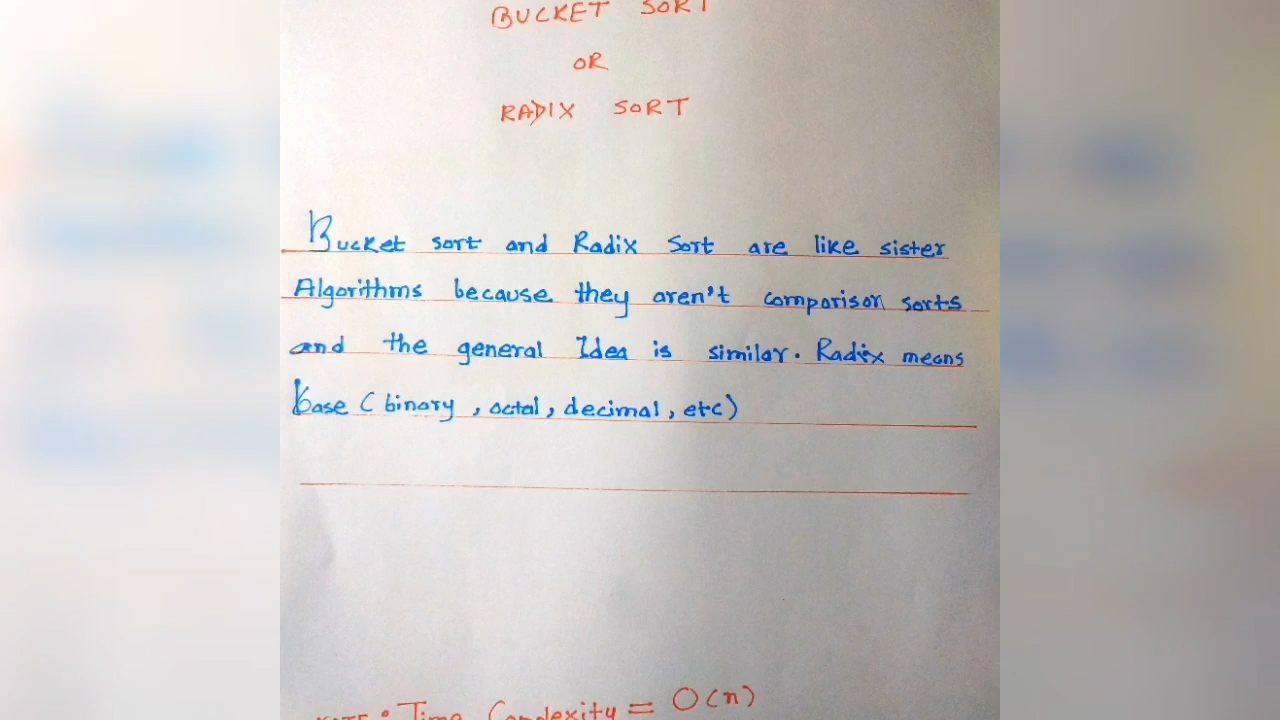 BUCKET SORT
OR
RADIX SORT
Bucket sort and Radix Sort are like sister
Algorithms because they aren't comparison sorts
and the general Idea is similar. Radix means
base (binary, octal, decimal, etc)
: Time Complexity = O(n)